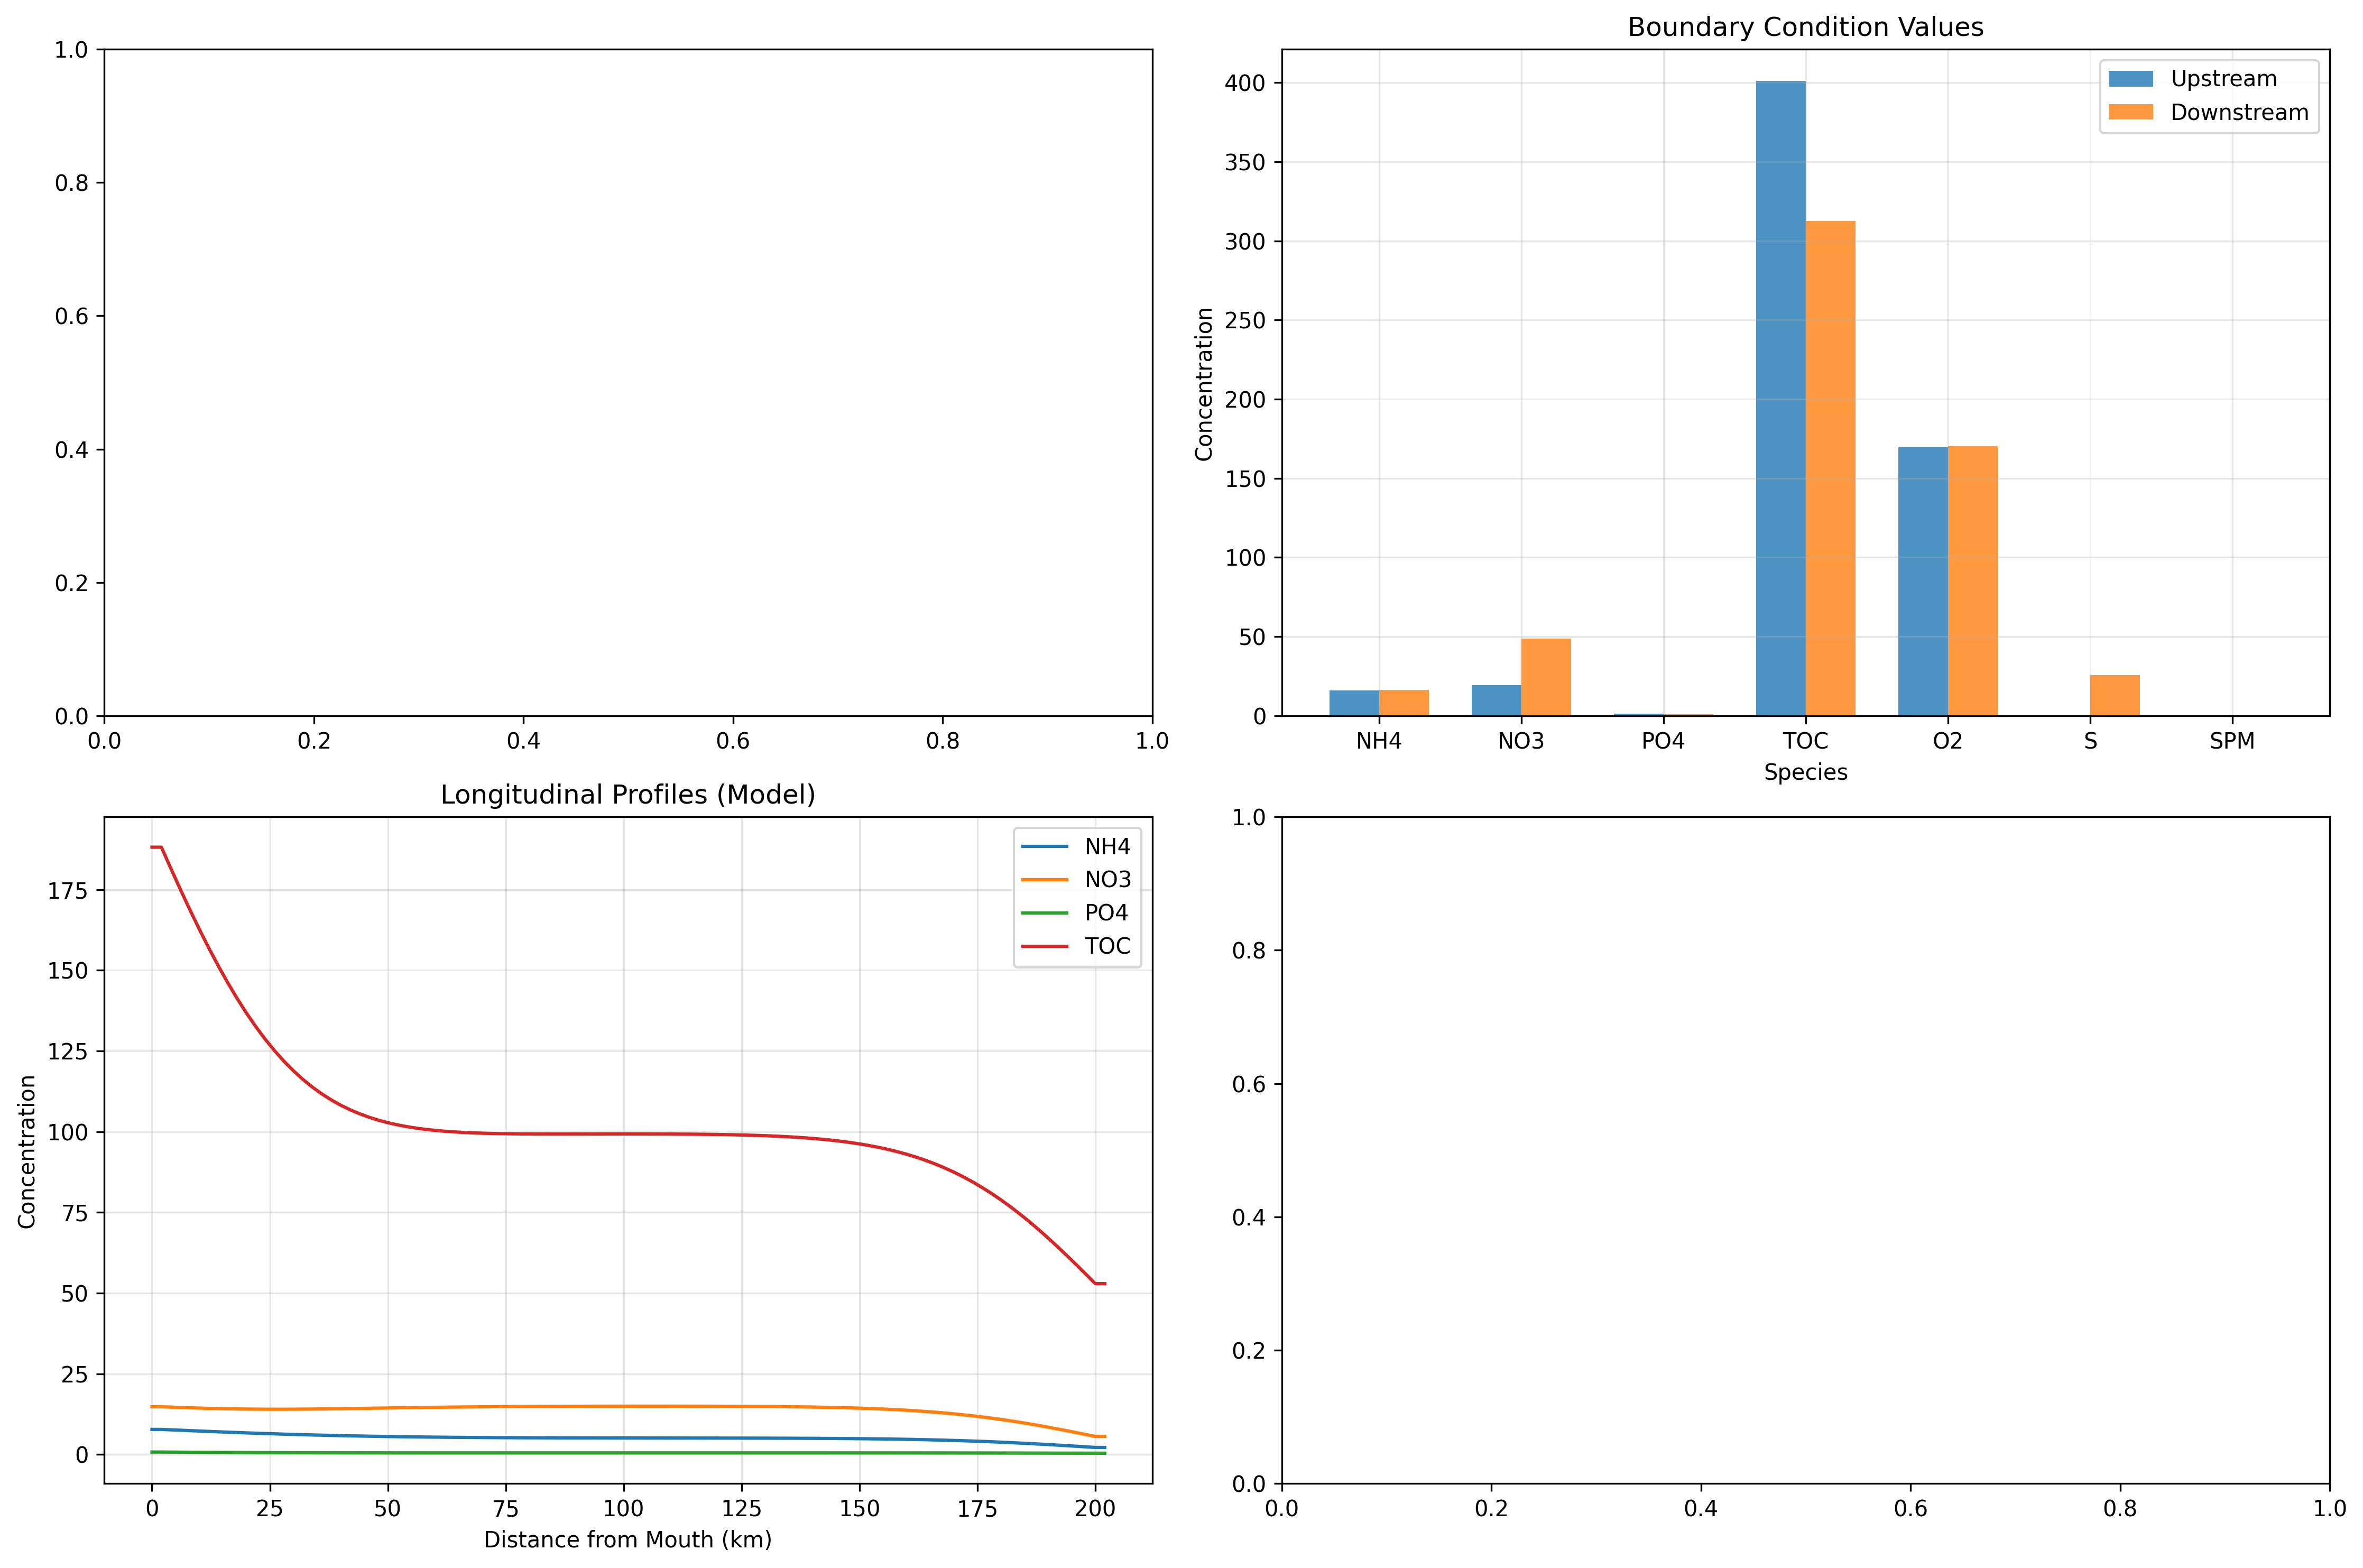 1.0
0.8
0.6
0.4
0.2
0.0
0.0 0.2 0.4 0.6 0.8 1.0
Boundary Condition Values
Upstream
Downstream
400
350
300
250
200
150
100
50
0
Concentration
NH4 NO3 PO4 TOC O2 S SPM
Species
Longitudinal Profiles (Model)
NH4
NO3
PO4
TOC
175
150
125
100
75
50
25
0
Concentration
0 25 50 75 100 125 150 175 200
Distance from Mouth (km)
1.0
0.8
0.6
0.4
0.2
0.0
0.0 0.2 0.4 0.6 0.8 1.0